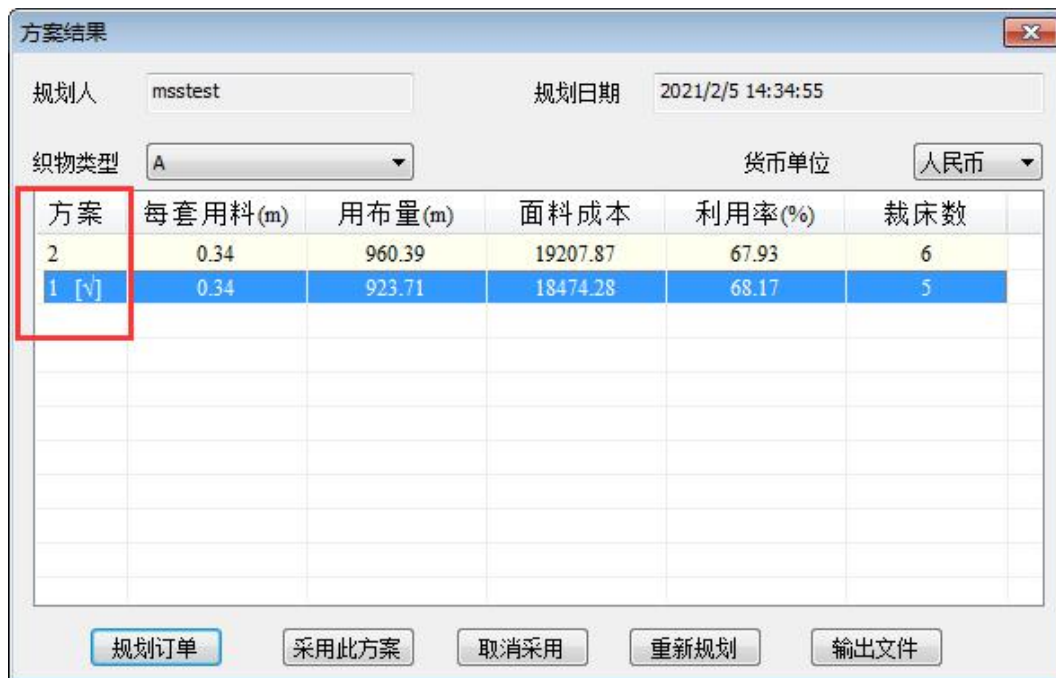 方案结果
规划人 msstest 规划日期 2021/2/5 14:34:55
织物类型 A 货币单位 人民币
方案 每套用料(m) 用布量(m) 面料成本 利用率(%) 裁床数
2 0.34 960.39 19207.87 67.93 6
1 [√] 0.34 923.71 18474.28 68.17 5
规划订单 采用此方案 取消采用 重新规划 输出文件